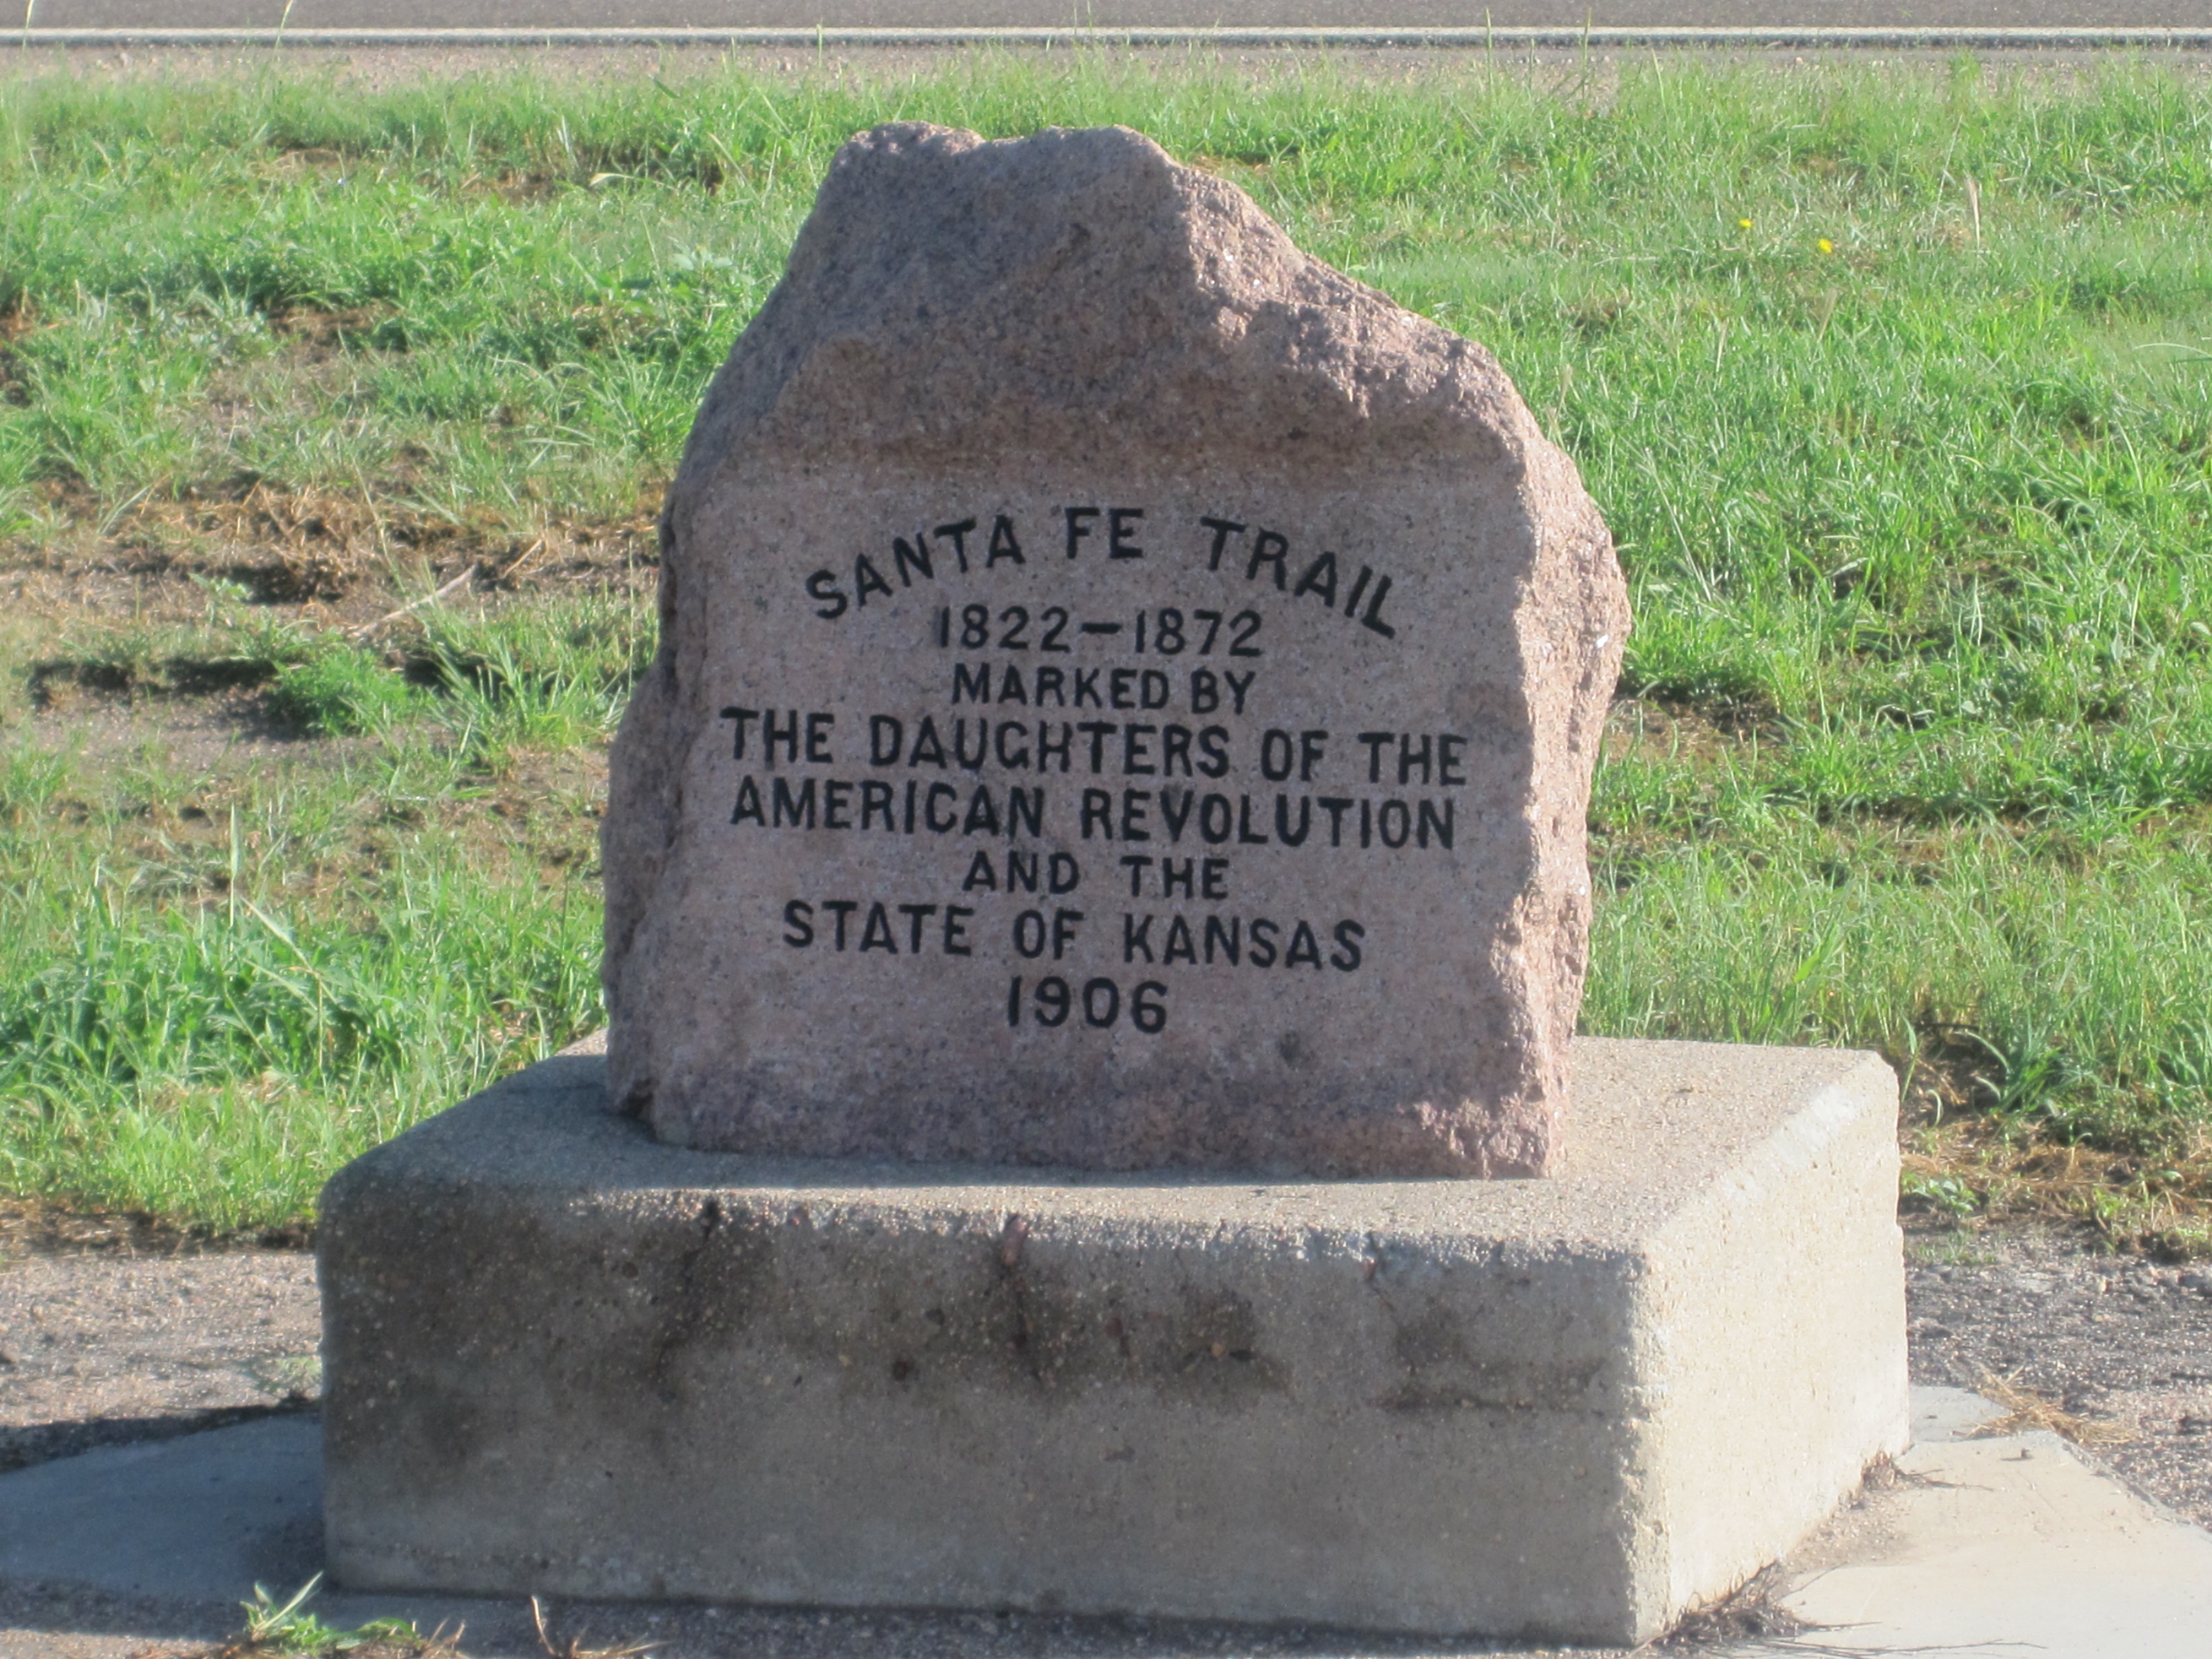 SANTA FE TRAIL
1822-1872
MARKED BY
THE DAUGHTERS OF THE
AMERICAN REVOLUTION
AND THE
STATE OF KANSAS
1906